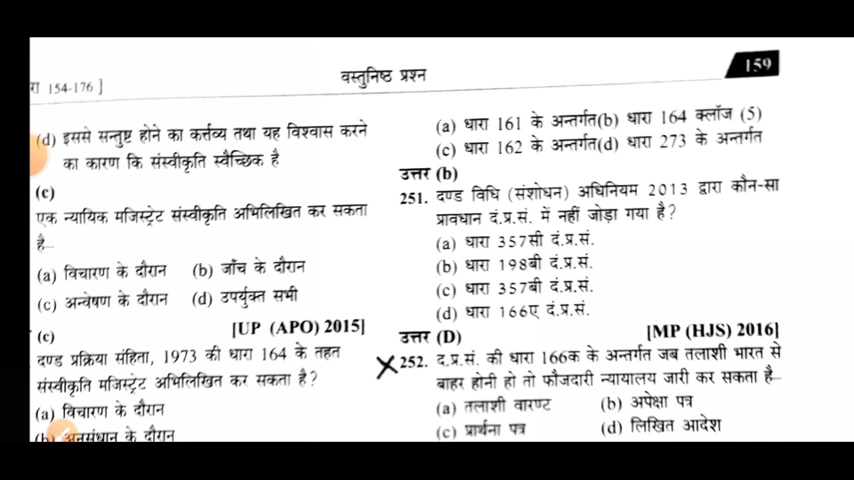 रा 154-176 ]
वस्तुनिष्ठ प्रश्न
159
(d) इससे सन्तुष्ट होने का कर्त्तव्य तथा यह विश्वास करने
का कारण कि संस्वीकृति स्वैच्छिक है
(c)
एक न्यायिक मजिस्ट्रेट संस्वीकृति अभिलिखित कर सकता
है–
(a) विचारण के दौरान (b) जाँच के दौरान
(c) अन्वेषण के दौरान (d) उपर्युक्त सभी
(c) [UP (APO) 2015]
दण्ड प्रक्रिया संहिता, 1973 की धारा 164 के तहत
संस्वीकृति मजिस्ट्रेट अभिलिखित कर सकता है?
(a) विचारण के दौरान
(b) अनुसंधान के दौरान
(a) धारा 161 के अन्तर्गत(b) धारा 164 क्लॉज (5)
(c) धारा 162 के अन्तर्गत(d) धारा 273 के अन्तर्गत
उत्तर (b)
251. दण्ड विधि (संशोधन) अधिनियम 2013 द्वारा कौन-सा
प्रावधान दं.प्र.सं. में नहीं जोड़ा गया है?
(a) धारा 357सी दं.प्र.सं.
(b) धारा 198बी दं.प्र.सं.
(c) धारा 357बी दं.प्र.सं.
(d) धारा 166ए दं.प्र.सं.
उत्तर (D) [MP (HJS) 2016]
252. द.प्र.सं. की धारा 166क के अन्तर्गत जब तलाशी भारत से
बाहर होनी हो तो फौजदारी न्यायालय जारी कर सकता है–
(a) तलाशी वारण्ट (b) अपेक्षा पत्र
(c) प्रार्थना पत्र (d) लिखित आदेश